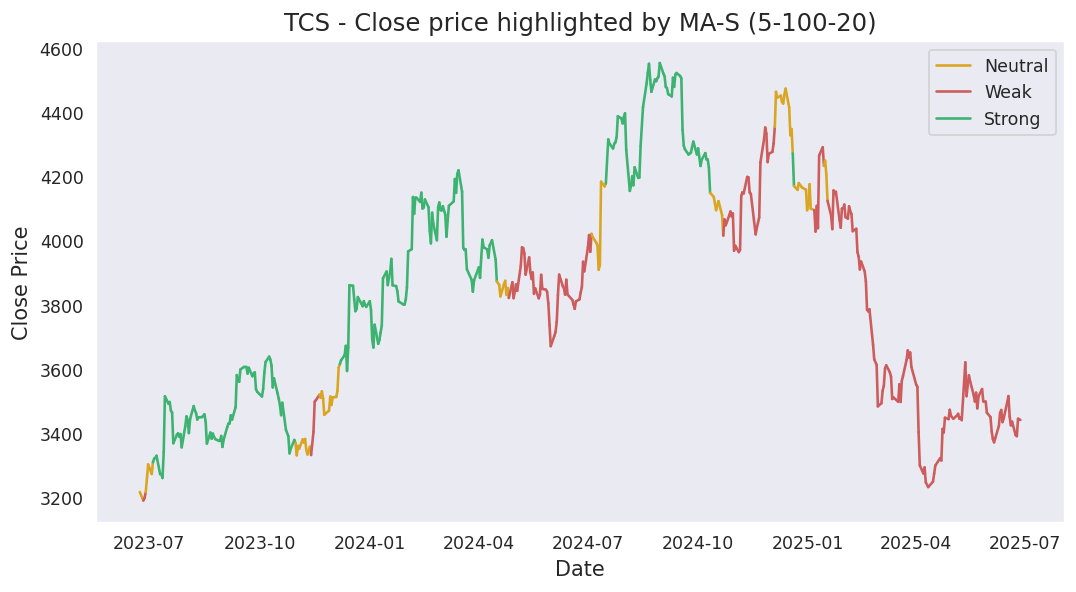 TCS - Close price highlighted by MA-S (5-100-20)
4600
4400
4200
4000
3800
3600
3400
3200
Close Price
Neutral
Weak
Strong
2023-07 2023-10 2024-01 2024-04 2024-07 2024-10 2025-01 2025-04 2025-07
Date